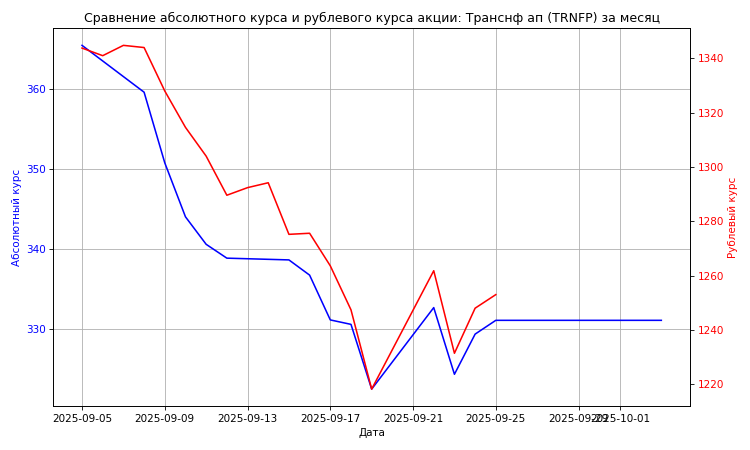 Сравнение абсолютного курса и рублевого курса акции: Транснф ап (TRNFP) за месяц
360
350
340
330
Абсолютный курс
1340
1320
1300
1280
1260
1240
1220
Рублевый курс
2025-09-05 2025-09-09 2025-09-13 2025-09-17 2025-09-21 2025-09-25 2025-09-29 2025-10-01
Дата